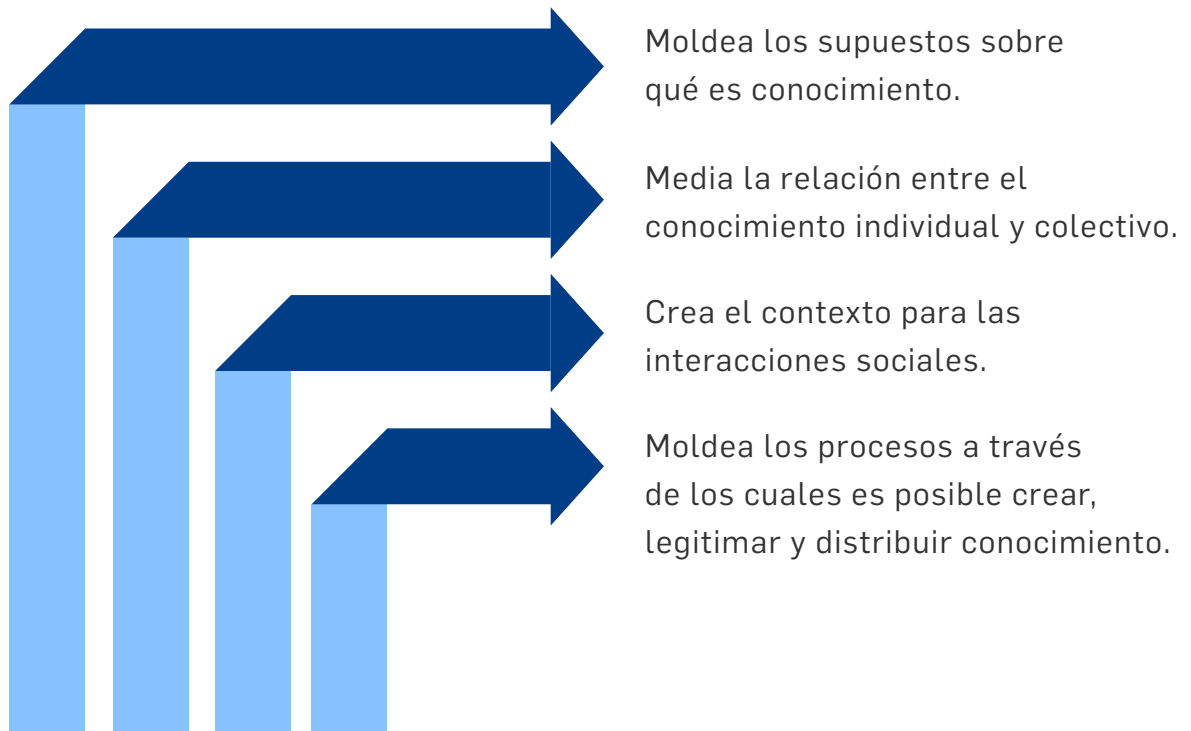 Moldea los supuestos sobre
qué es conocimiento.
Media la relación entre el
conocimiento individual y colectivo.
Crea el contexto para las
interacciones sociales.
Moldea los procesos a través
de los cuales es posible crear,
legitimar y distribuir conocimiento.